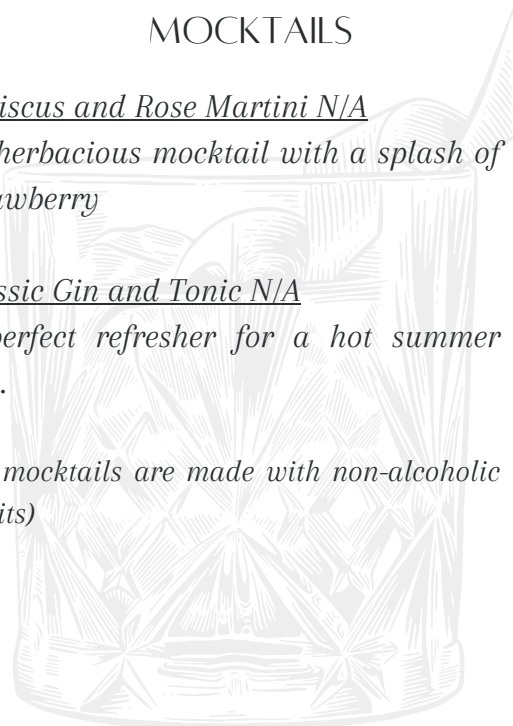 MOCKTAILS
iscus and Rose Martini N/A
herbacious mocktail with a splash of
awberry
ssic Gin and Tonic N/A
perfect refresher for a hot summer
.
mocktails are made with non-alcoholic
its)